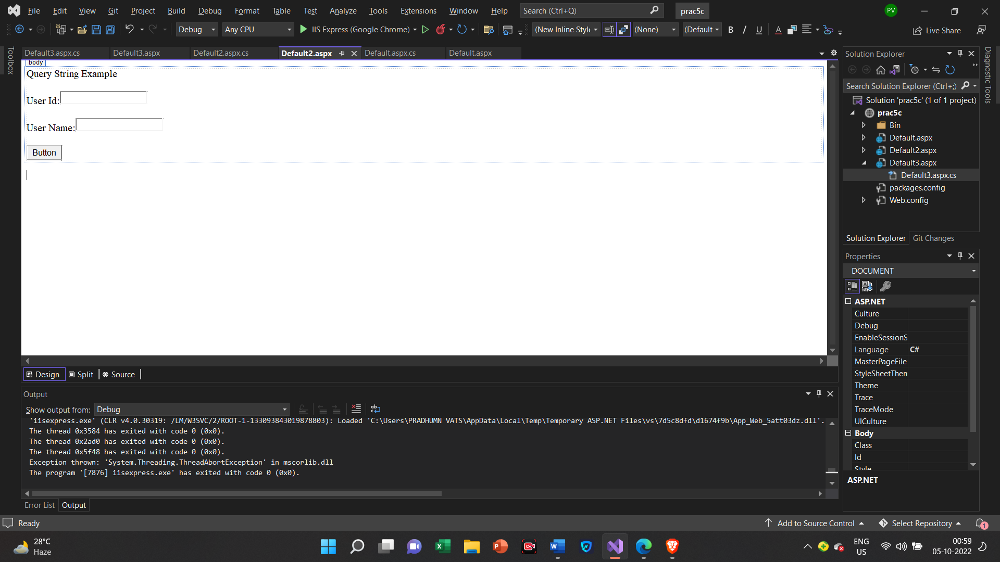 File Edit View Git Project Build Debug Format Table Test Analyze Tools Extensions Window Help Search (Ctrl+Q) prac5c PV
Debug Any CPU IIS Express (Google Chrome) (New Inline Style (None) (Default B I U A Live Share
Toolbox
Default3.aspx.cs Default3.aspx Default2.aspx.cs Default2.aspx Default.aspx.cs Default.aspx
body
Query String Example
User Id:
User Name:
Button
Design Split Source
Output
Show output from: Debug
'iisexpress.exe' (CLR v4.0.30319: /LM/W3SVC/2/ROOT-1-133093843019878803): Loaded 'C:\Users\PRADHUMN VATS\AppData\Local\Temp\Temporary ASP.NET Files\vs\7d5c8dfd\d1674f9b\App_Web_5att03dz.dll'.
The thread 0x3584 has exited with code 0 (0x0).
The thread 0x2ad0 has exited with code 0 (0x0).
The thread 0x5f48 has exited with code 0 (0x0).
Exception thrown: 'System.Threading.ThreadAbortException' in mscorlib.dll
The program '[7876] iisexpress.exe' has exited with code 0 (0x0).
Error List Output
Solution Explorer
Search Solution Explorer (Ctrl+;)
Solution 'prac5c' (1 of 1 project)
prac5c
Bin
Default.aspx
Default2.aspx
Default3.aspx
Default3.aspx.cs
packages.config
Web.config
Solution Explorer Git Changes
Properties
DOCUMENT
ASP.NET
Culture
Debug
EnableSessionS
Language C#
MasterPageFile
StyleSheetThem
Theme
Trace
TraceMode
UICulture
Body
Class
Id
Style
ASP.NET
Diagnostic Tools
Ready Add to Source Control Select Repository 1
28°C
Haze
ENG
US
00:59
05-10-2022